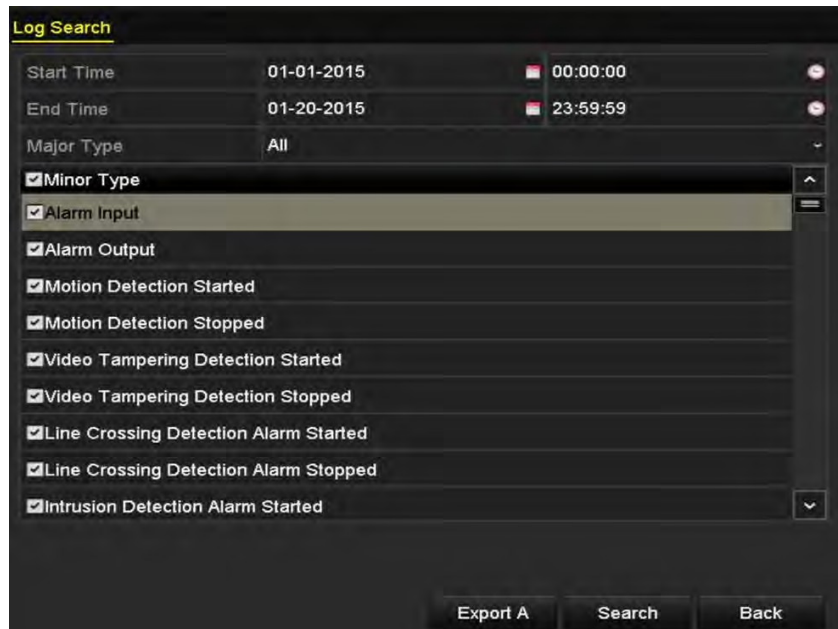 Log Search
Start Time 01-01-2015 00:00:00
End Time 01-20-2015 23:59:59
Major Type All
Minor Type
Alarm Input
Alarm Output
Motion Detection Started
Motion Detection Stopped
Video Tampering Detection Started
Video Tampering Detection Stopped
Line Crossing Detection Alarm Started
Line Crossing Detection Alarm Stopped
Intrusion Detection Alarm Started
Export A Search Back